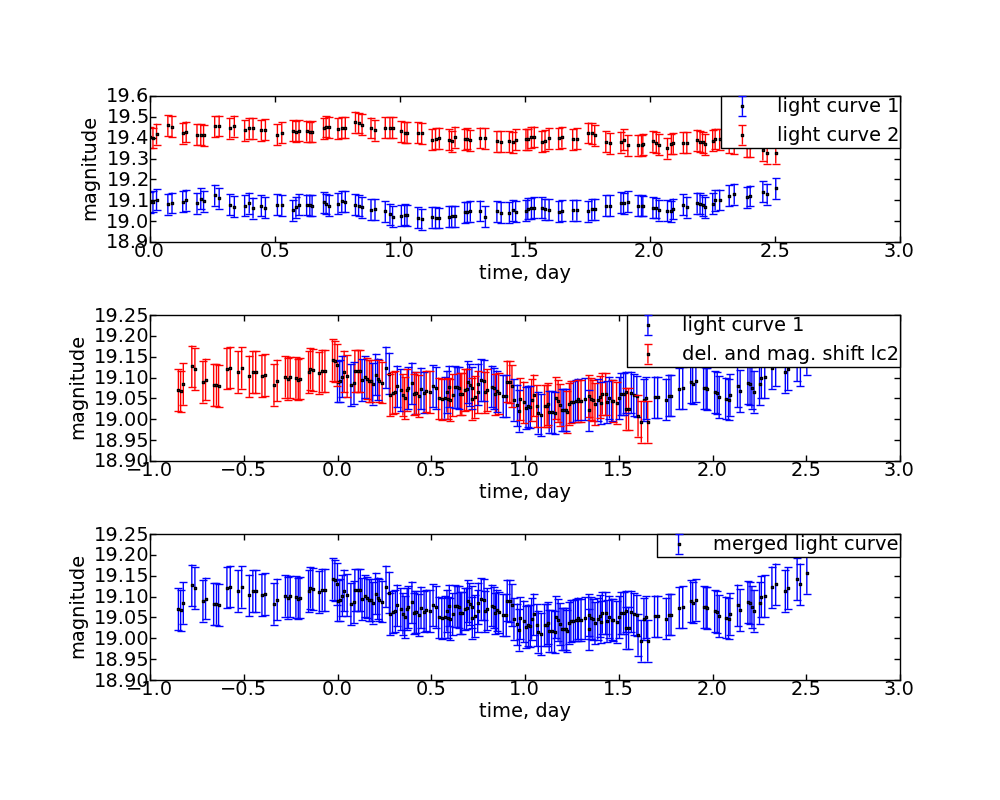 19.6
19.5
19.4
19.3
19.2
19.1
19.0
18.9
magnitude
light curve 1
light curve 2
0.0 0.5 1.0 1.5 2.0 2.5 3.0
time, day
19.25
19.20
19.15
19.10
19.05
19.00
18.95
18.90
magnitude
light curve 1
del. and mag. shift lc2
−1.0 −0.5 0.0 0.5 1.0 1.5 2.0 2.5 3.0
time, day
19.25
19.20
19.15
19.10
19.05
19.00
18.95
18.90
magnitude
merged light curve
−1.0 −0.5 0.0 0.5 1.0 1.5 2.0 2.5 3.0
time, day